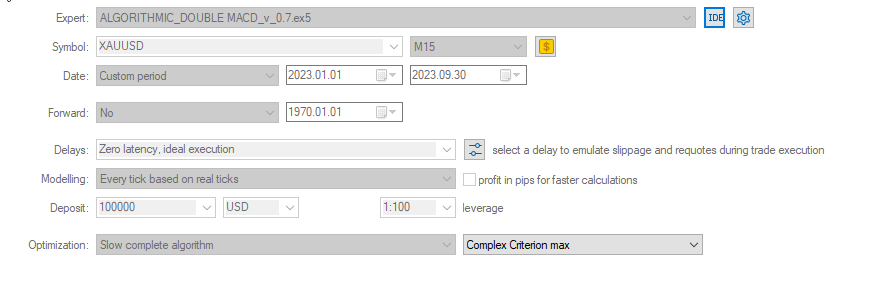 Expert: ALGORITHMIC_DOUBLE MACD_v_0.7.ex5 IDE
Symbol: XAUUSD M15 $
Date: Custom period 2023.01.01 2023.09.30
Forward: No 1970.01.01
Delays: Zero latency, ideal execution select a delay to emulate slippage and requotes during trade execution
Modelling: Every tick based on real ticks profit in pips for faster calculations
Deposit: 100000 USD 1:100 leverage
Optimization: Slow complete algorithm Complex Criterion max